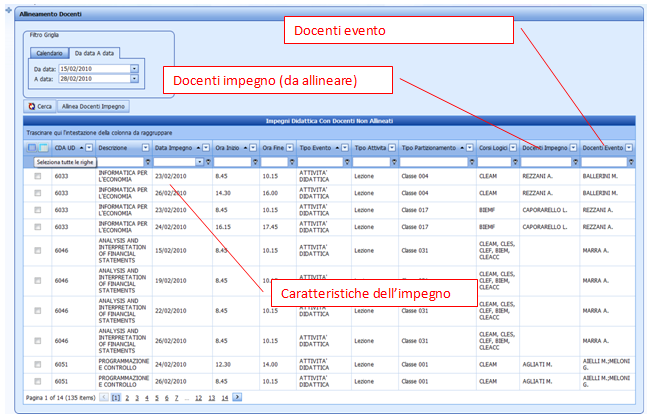 Allineamento Docenti
Docenti evento
Filtro Griglia
Calendario Da data A data
Da data: 15/02/2010
A data: 28/02/2010
Docenti impegno (da allineare)
Cerca Allinea Docenti Impegno
Impegni Didattica Con Docenti Non Allineati
Trascinare qui l'intestazione della colonna da raggruppare
CDA UD Descrizione Data Impegno Ora Inizio Ora Fine Tipo Evento Tipo Attivita Tipo Partizionamento Corsi Logici Docenti Impegno Docenti Evento
Seleziona tutte le righe
6033 INFORMATICA PER 23/02/2010 8.45 10.15 ATTIVITA' Lezione Classe 004 CLEAM REZZANI A. BALLERINI M.
L'ECONOMIA DIDATTICA
6033 INFORMATICA PER 26/02/2010 14.30 16.00 ATTIVITA' Lezione Classe 004 CLEAM REZZANI A. BALLERINI M.
L'ECONOMIA DIDATTICA
6033 INFORMATICA PER 23/02/2010 8.45 10.15 ATTIVITA' Lezione Classe 017 BIEMF CAPORARELLO L. REZZANI A.
L'ECONOMIA DIDATTICA
6033 INFORMATICA PER 24/02/2010 16.15 17.45 ATTIVITA' Lezione Classe 017 BIEMF CAPORARELLO L. REZZANI A.
L'ECONOMIA DIDATTICA
ANALYSIS AND CLEAM, CLES,
6046 INTERPRETATION 15/02/2010 8.45 10.15 ATTIVITA' Lezione Classe 031 CLEF, BIEM, MARRA A.
OF FINANCIAL DIDATTICA CLEACC
STATEMENTS
ANALYSIS AND CLEAM, CLES,
6046 INTERPRETATION 19/02/2010 8.45 ATTIVITA' Lezione Classe 031 MARRA A.
OF FINANCIAL
STATEMENTS
Caratteristiche dell'impegno
ANALYSIS AND CLEAM, CLES,
6046 INTERPRETATION 22/02/2010 8.45 10.15 ATTIVITA' Lezione Classe 031 CLEF, BIEM, MARRA A.
OF FINANCIAL DIDATTICA CLEACC
STATEMENTS
ANALYSIS AND CLEAM, CLES,
6046 INTERPRETATION 26/02/2010 8.45 10.15 ATTIVITA' Lezione Classe 031 CLEF, BIEM, MARRA A.
OF FINANCIAL DIDATTICA CLEACC
STATEMENTS
6051 PROGRAMMAZIONE 24/02/2010 12.30 14.00 ATTIVITA' Lezione Classe 001 CLEAM AGLIATI M. AIELLI M.;MELONI
E CONTROLLO DIDATTICA G.
6051 PROGRAMMAZIONE 26/02/2010 8.45 10.15 ATTIVITA' Lezione Classe 001 CLEAM AGLIATI M. AIELLI M.;MELONI
E CONTROLLO DIDATTICA G.
Pagina 1 of 14 (135 items) [1] 2 3 4 5 6 7 ... 12 13 14